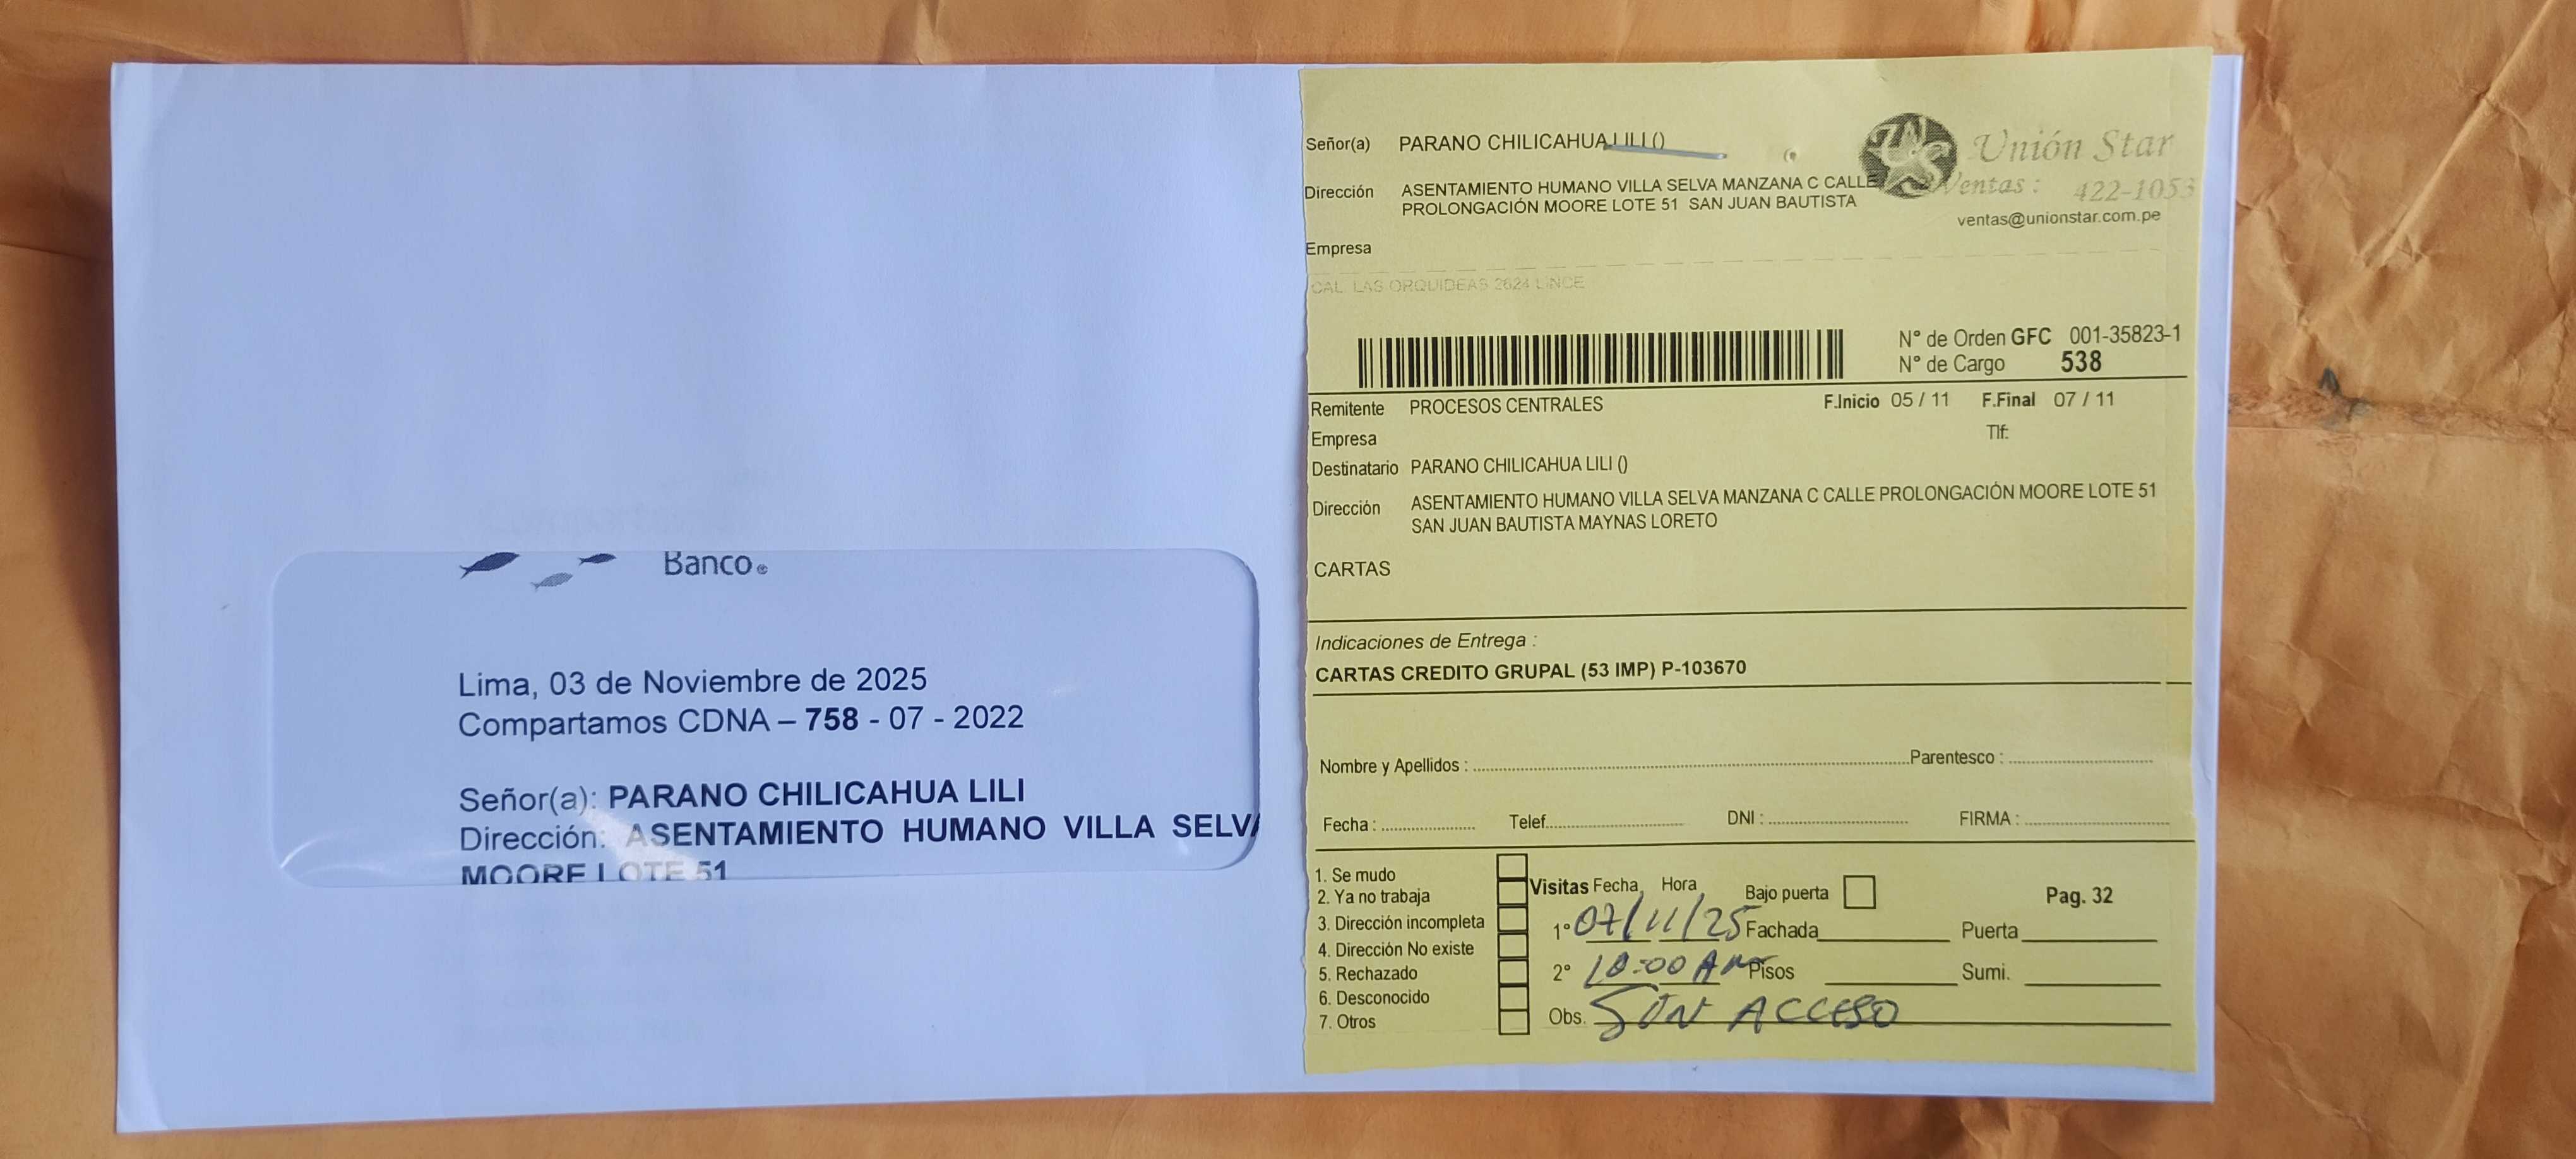 Banco
Lima, 03 de Noviembre de 2025
Compartamos CDNA – 758 - 07 - 2022
Señor(a): PARANO CHILICAHUA LILI
Dirección: ASENTAMIENTO HUMANO VILLA SELVA
MOORE LOTE 51
Señor(a) PARANO CHILICAHUA LILI ()
Unión Star
Dirección ASENTAMIENTO HUMANO VILLA SELVA MANZANA C CALLE
PROLONGACIÓN MOORE LOTE 51 SAN JUAN BAUTISTA
Ventas : 422-1053
ventas@unionstar.com.pe
Empresa
CAL. LAS ORQUIDEAS 2624 LINCE
N° de Orden GFC 001-35823-1
N° de Cargo 538
Remitente PROCESOS CENTRALES F.Inicio 05 / 11 F.Final 07 / 11
Empresa Tlf:
Destinatario PARANO CHILICAHUA LILI ()
Dirección ASENTAMIENTO HUMANO VILLA SELVA MANZANA C CALLE PROLONGACIÓN MOORE LOTE 51
SAN JUAN BAUTISTA MAYNAS LORETO
CARTAS
Indicaciones de Entrega :
CARTAS CREDITO GRUPAL (53 IMP) P-103670
Nombre y Apellidos : Parentesco :
Fecha : Telef. DNI : FIRMA :
1. Se mudo
2. Ya no trabaja
3. Dirección incompleta
4. Dirección No existe
5. Rechazado
6. Desconocido
7. Otros
Visitas Fecha Hora Bajo puerta Pag. 32
1° 07/11/25 Fachada Puerta
2° 10:00 AM Pisos Sumi.
Obs. SIN ACCESO